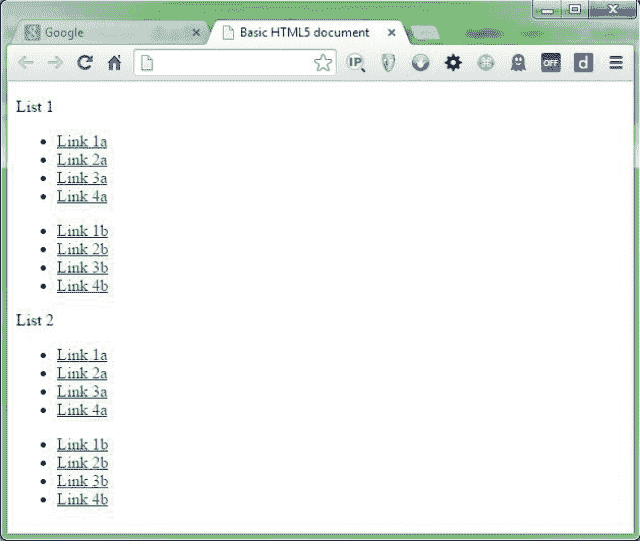 Google
Basic HTML5 document
IP
OFF
d
List 1
Link 1a
Link 2a
Link 3a
Link 4a
Link 1b
Link 2b
Link 3b
Link 4b
List 2
Link 1a
Link 2a
Link 3a
Link 4a
Link 1b
Link 2b
Link 3b
Link 4b